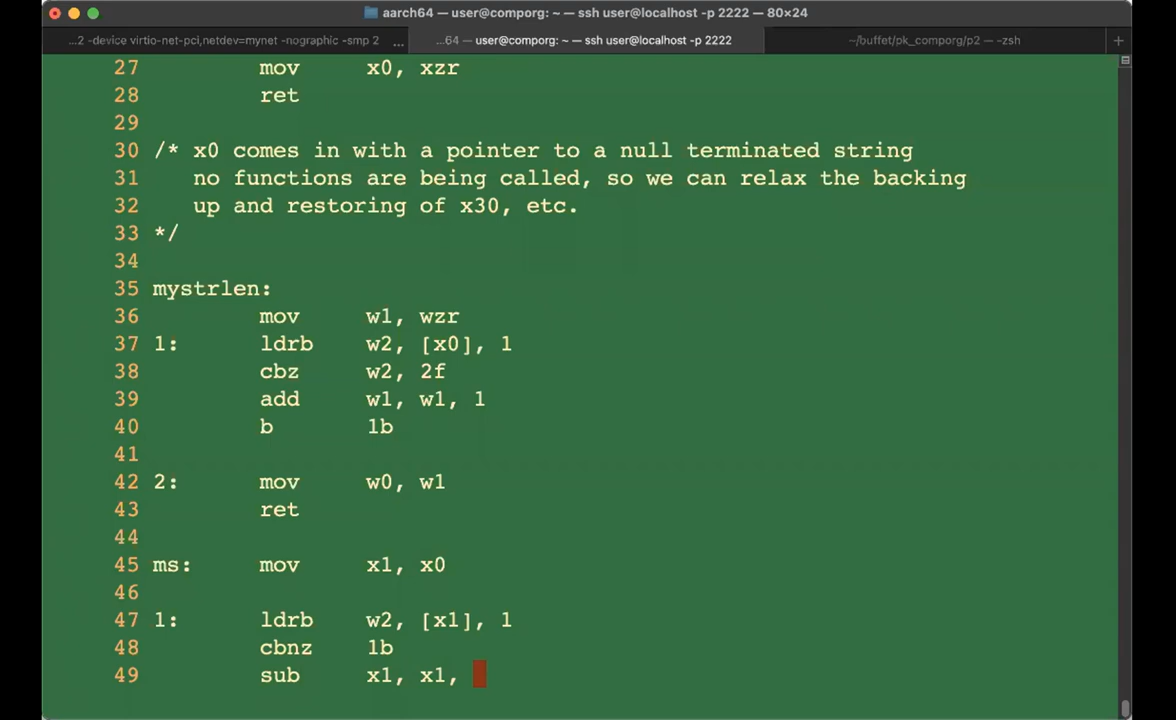 aarch64 — user@comporg: ~ — ssh user@localhost -p 2222 — 80×24
...2 -device virtio-net-pci,netdev=mynet -nographic -smp 2 ...
...64 — user@comporg: ~ — ssh user@localhost -p 2222
~/buffet/pk_comporg/p2 — -zsh +
27 mov x0, xzr
28 ret
29
30 /* x0 comes in with a pointer to a null terminated string
31 no functions are being called, so we can relax the backing
32 up and restoring of x30, etc.
33 */
34
35 mystrlen:
36 mov w1, wzr
37 1: ldrb w2, [x0], 1
38 cbz w2, 2f
39 add w1, w1, 1
40 b 1b
41
42 2: mov w0, w1
43 ret
44
45 ms: mov x1, x0
46
47 1: ldrb w2, [x1], 1
48 cbnz 1b
49 sub x1, x1,